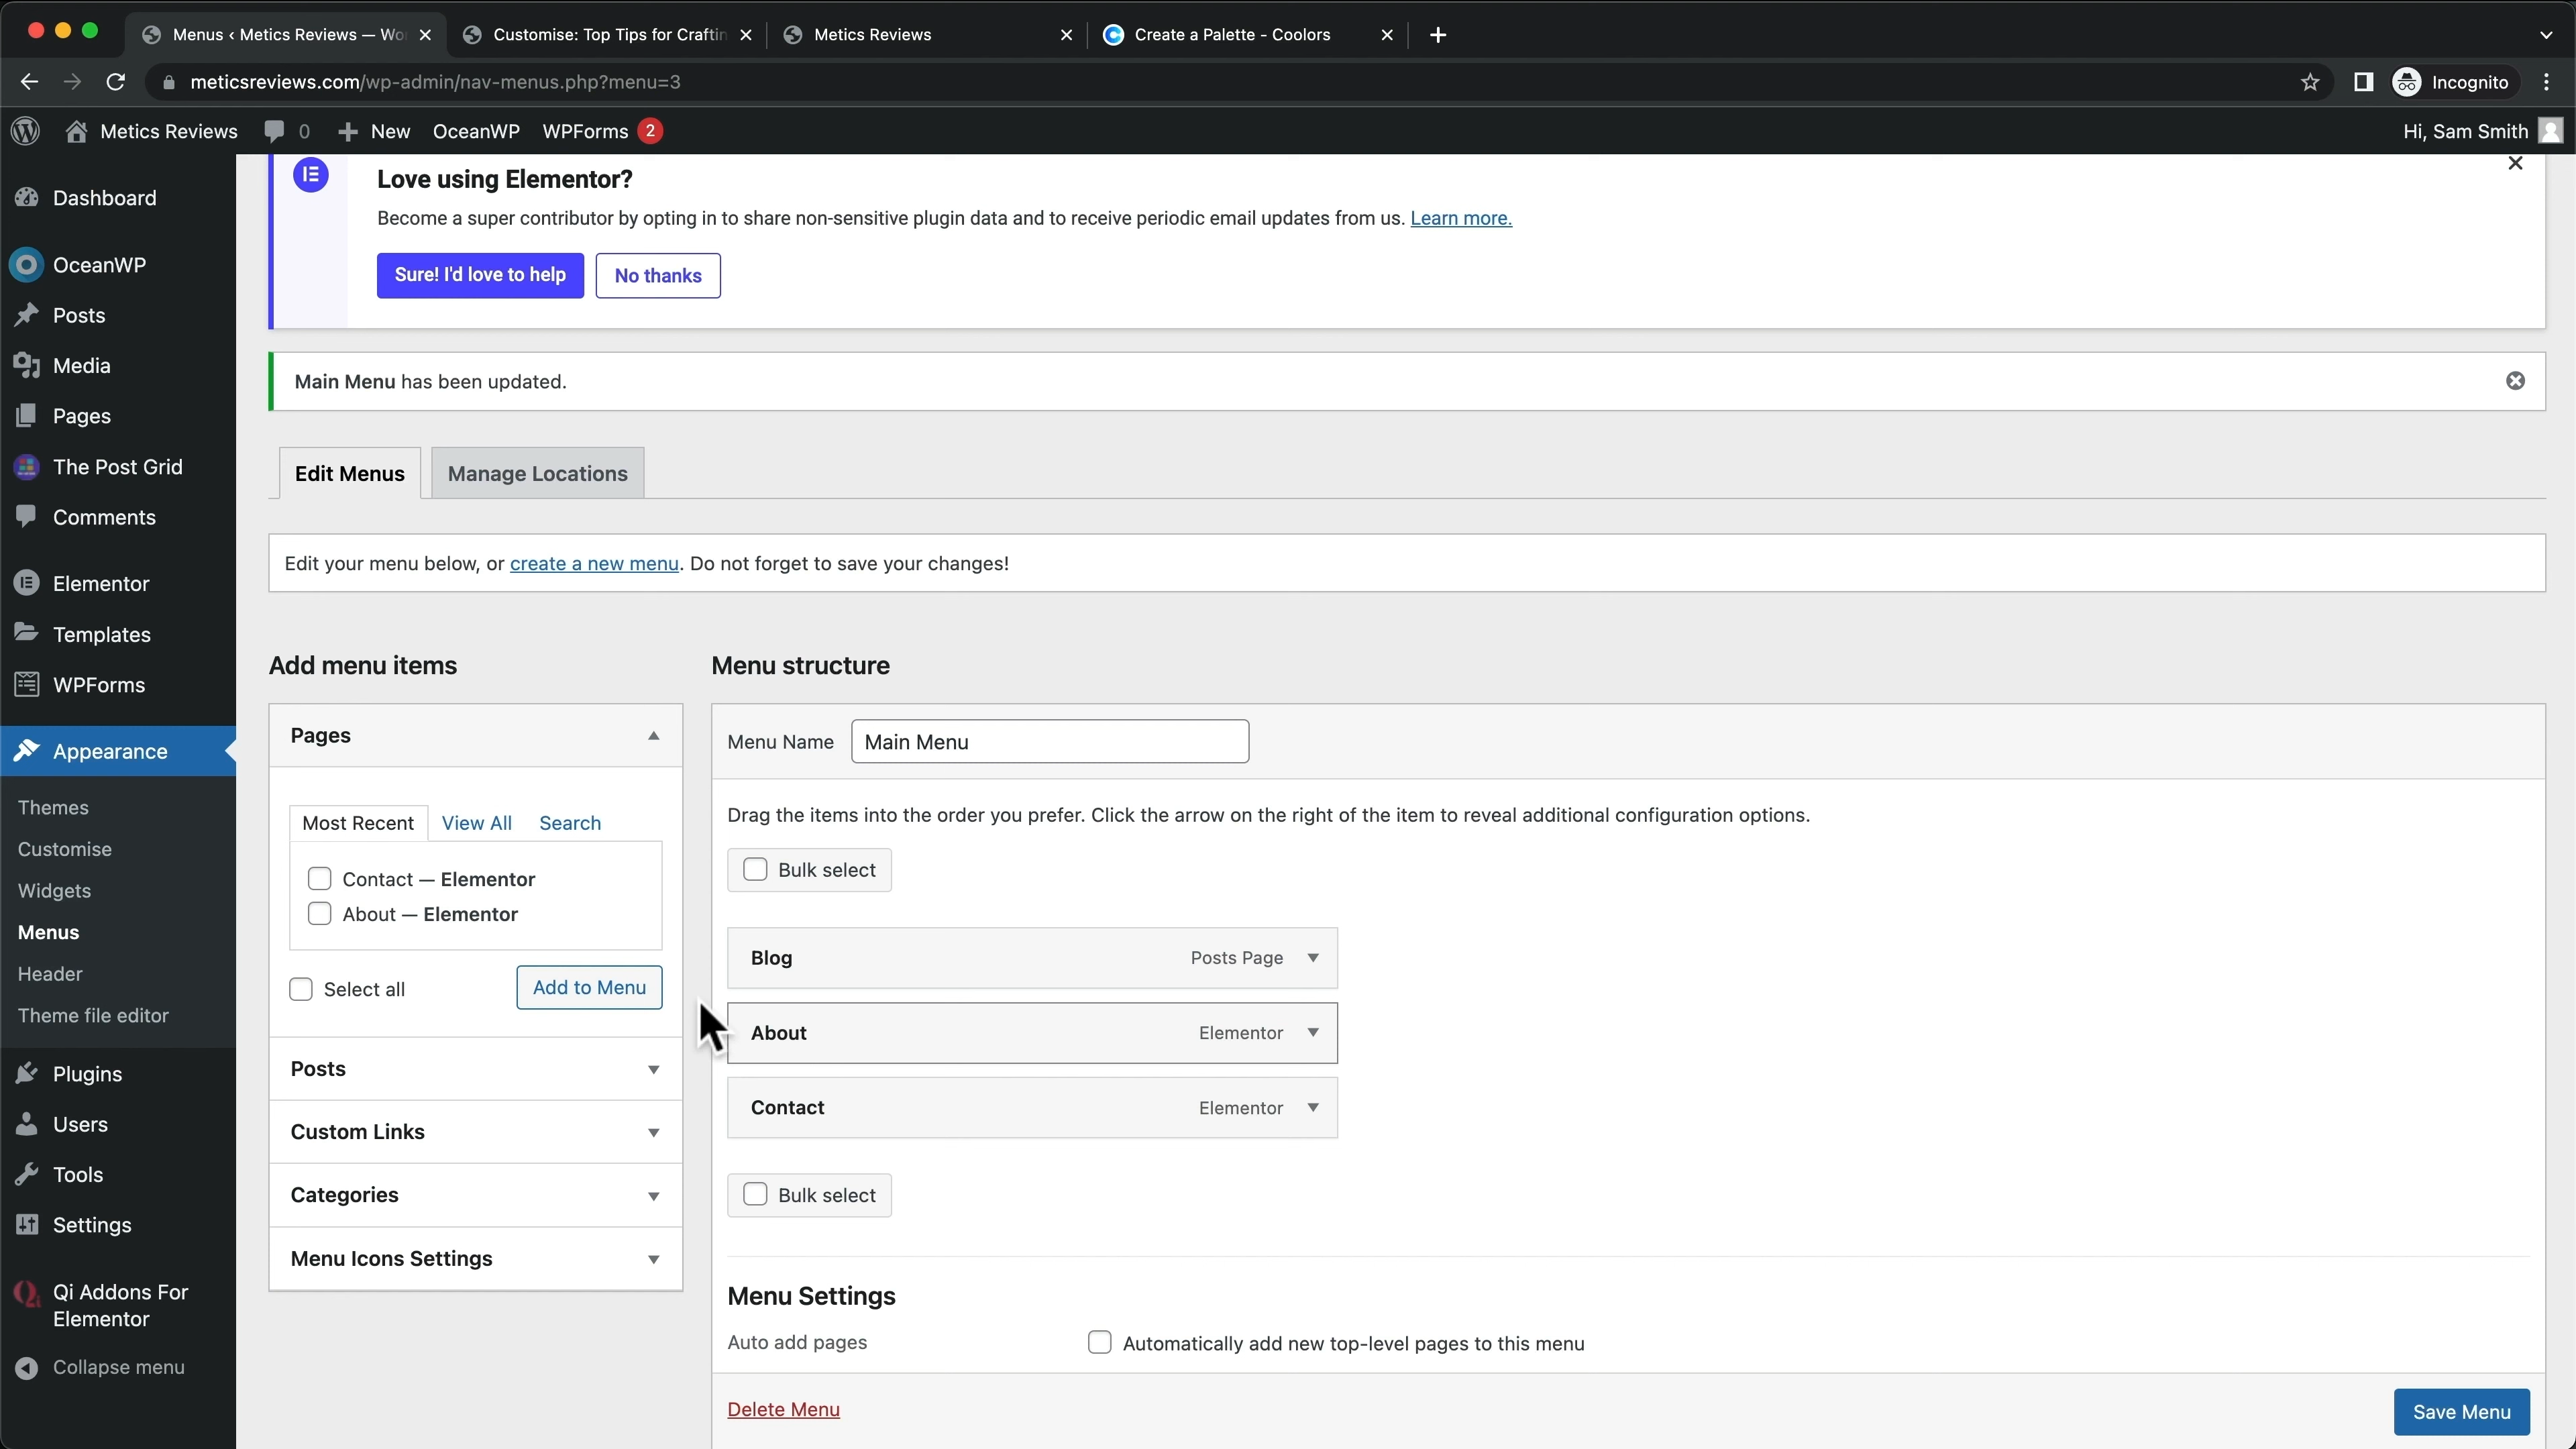 Menus ‹ Metics Reviews — Wo
Customise: Top Tips for Craftin
Metics Reviews
Create a Palette - Coolors
meticsreviews.com/wp-admin/nav-menus.php?menu=3
Incognito
Metics Reviews
0
New
OceanWP
WPForms
2
Hi, Sam Smith
Dashboard
OceanWP
Posts
Media
Pages
The Post Grid
Comments
Elementor
Templates
WPForms
Appearance
Themes
Customise
Widgets
Menus
Header
Theme file editor
Plugins
Users
Tools
Settings
Qi Addons For
Elementor
Collapse menu
Love using Elementor?
Become a super contributor by opting in to share non-sensitive plugin data and to receive periodic email updates from us. Learn more.
Sure! I'd love to help
No thanks
Main Menu has been updated.
Edit Menus
Manage Locations
Edit your menu below, or create a new menu. Do not forget to save your changes!
Add menu items
Pages
Most Recent
View All
Search
Contact — Elementor
About — Elementor
Select all
Add to Menu
Posts
Custom Links
Categories
Menu Icons Settings
Menu structure
Menu Name
Main Menu
Drag the items into the order you prefer. Click the arrow on the right of the item to reveal additional configuration options.
Bulk select
Blog
Posts Page
About
Elementor
Contact
Elementor
Bulk select
Menu Settings
Auto add pages
Automatically add new top-level pages to this menu
Delete Menu
Save Menu